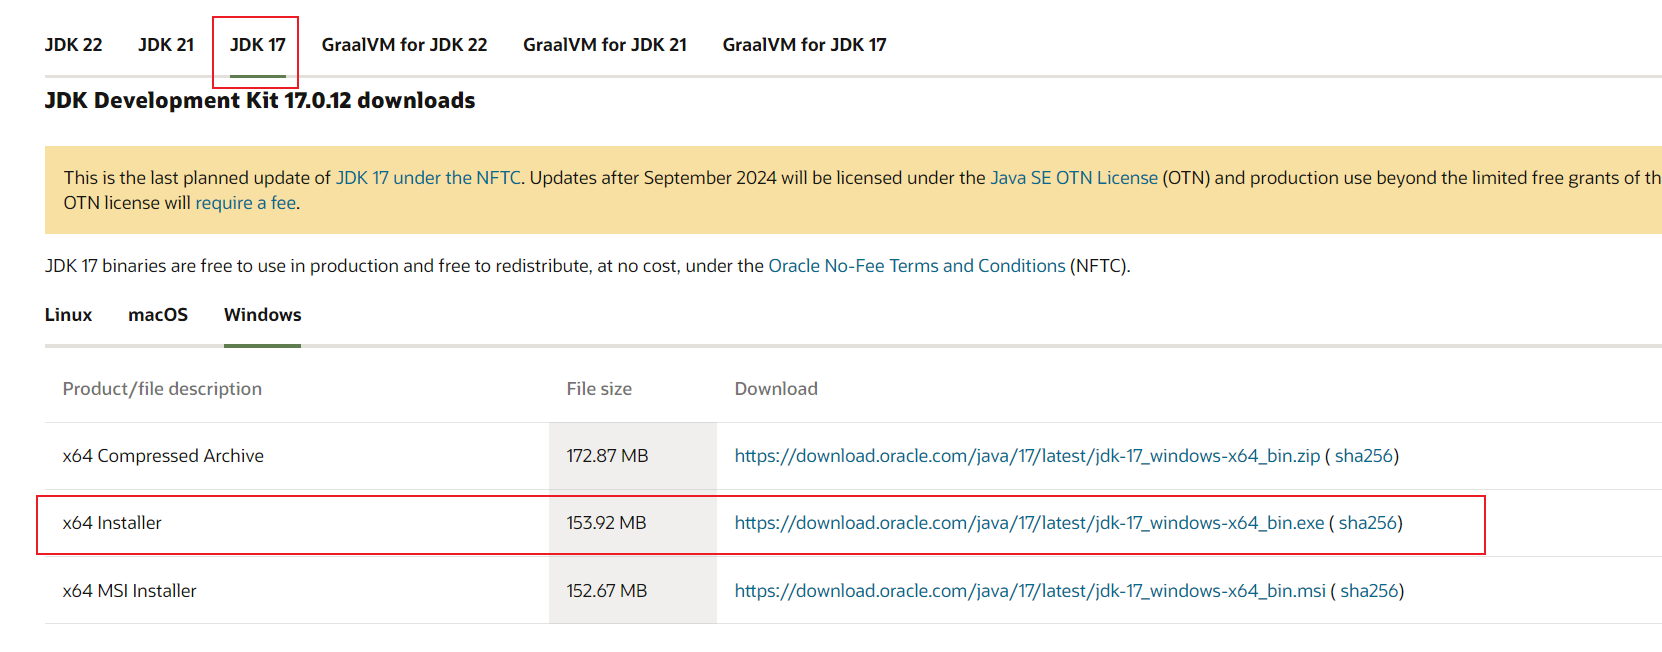 JDK 22 JDK 21 JDK 17 GraalVM for JDK 22 GraalVM for JDK 21 GraalVM for JDK 17
JDK Development Kit 17.0.12 downloads
This is the last planned update of JDK 17 under the NFTC. Updates after September 2024 will be licensed under the Java SE OTN License (OTN) and production use beyond the limited free grants of th
OTN license will require a fee.
JDK 17 binaries are free to use in production and free to redistribute, at no cost, under the Oracle No-Fee Terms and Conditions (NFTC).
Linux macOS Windows
Product/file description File size Download
x64 Compressed Archive 172.87 MB https://download.oracle.com/java/17/latest/jdk-17_windows-x64_bin.zip ( sha256)
x64 Installer 153.92 MB https://download.oracle.com/java/17/latest/jdk-17_windows-x64_bin.exe ( sha256)
x64 MSI Installer 152.67 MB https://download.oracle.com/java/17/latest/jdk-17_windows-x64_bin.msi ( sha256)